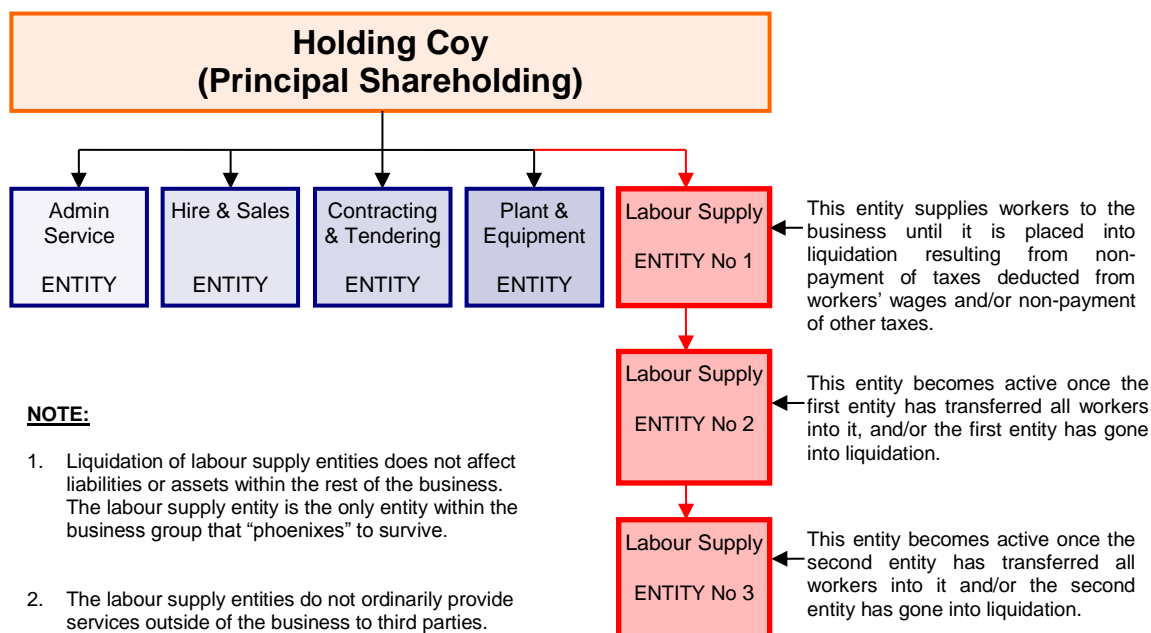 Holding Coy
(Principal Shareholding)
Admin
Service
ENTITY
Hire & Sales
ENTITY
Contracting
& Tendering
ENTITY
Plant &
Equipment
ENTITY
Labour Supply
ENTITY No 1
This entity supplies workers to the
business until it is placed into
liquidation resulting from non-
payment of taxes deducted from
workers' wages and/or non-payment
of other taxes.
Labour Supply
ENTITY No 2
This entity becomes active once the
first entity has transferred all workers
into it, and/or the first entity has gone
into liquidation.
NOTE:
1. Liquidation of labour supply entities does not affect
liabilities or assets within the rest of the business.
The labour supply entity is the only entity within the
business group that “phoenixes” to survive.
Labour Supply
ENTITY No 3
This entity becomes active once the
second entity has transferred all
workers into it and/or the second
entity has gone into liquidation.
2. The labour supply entities do not ordinarily provide
services outside of the business to third parties.